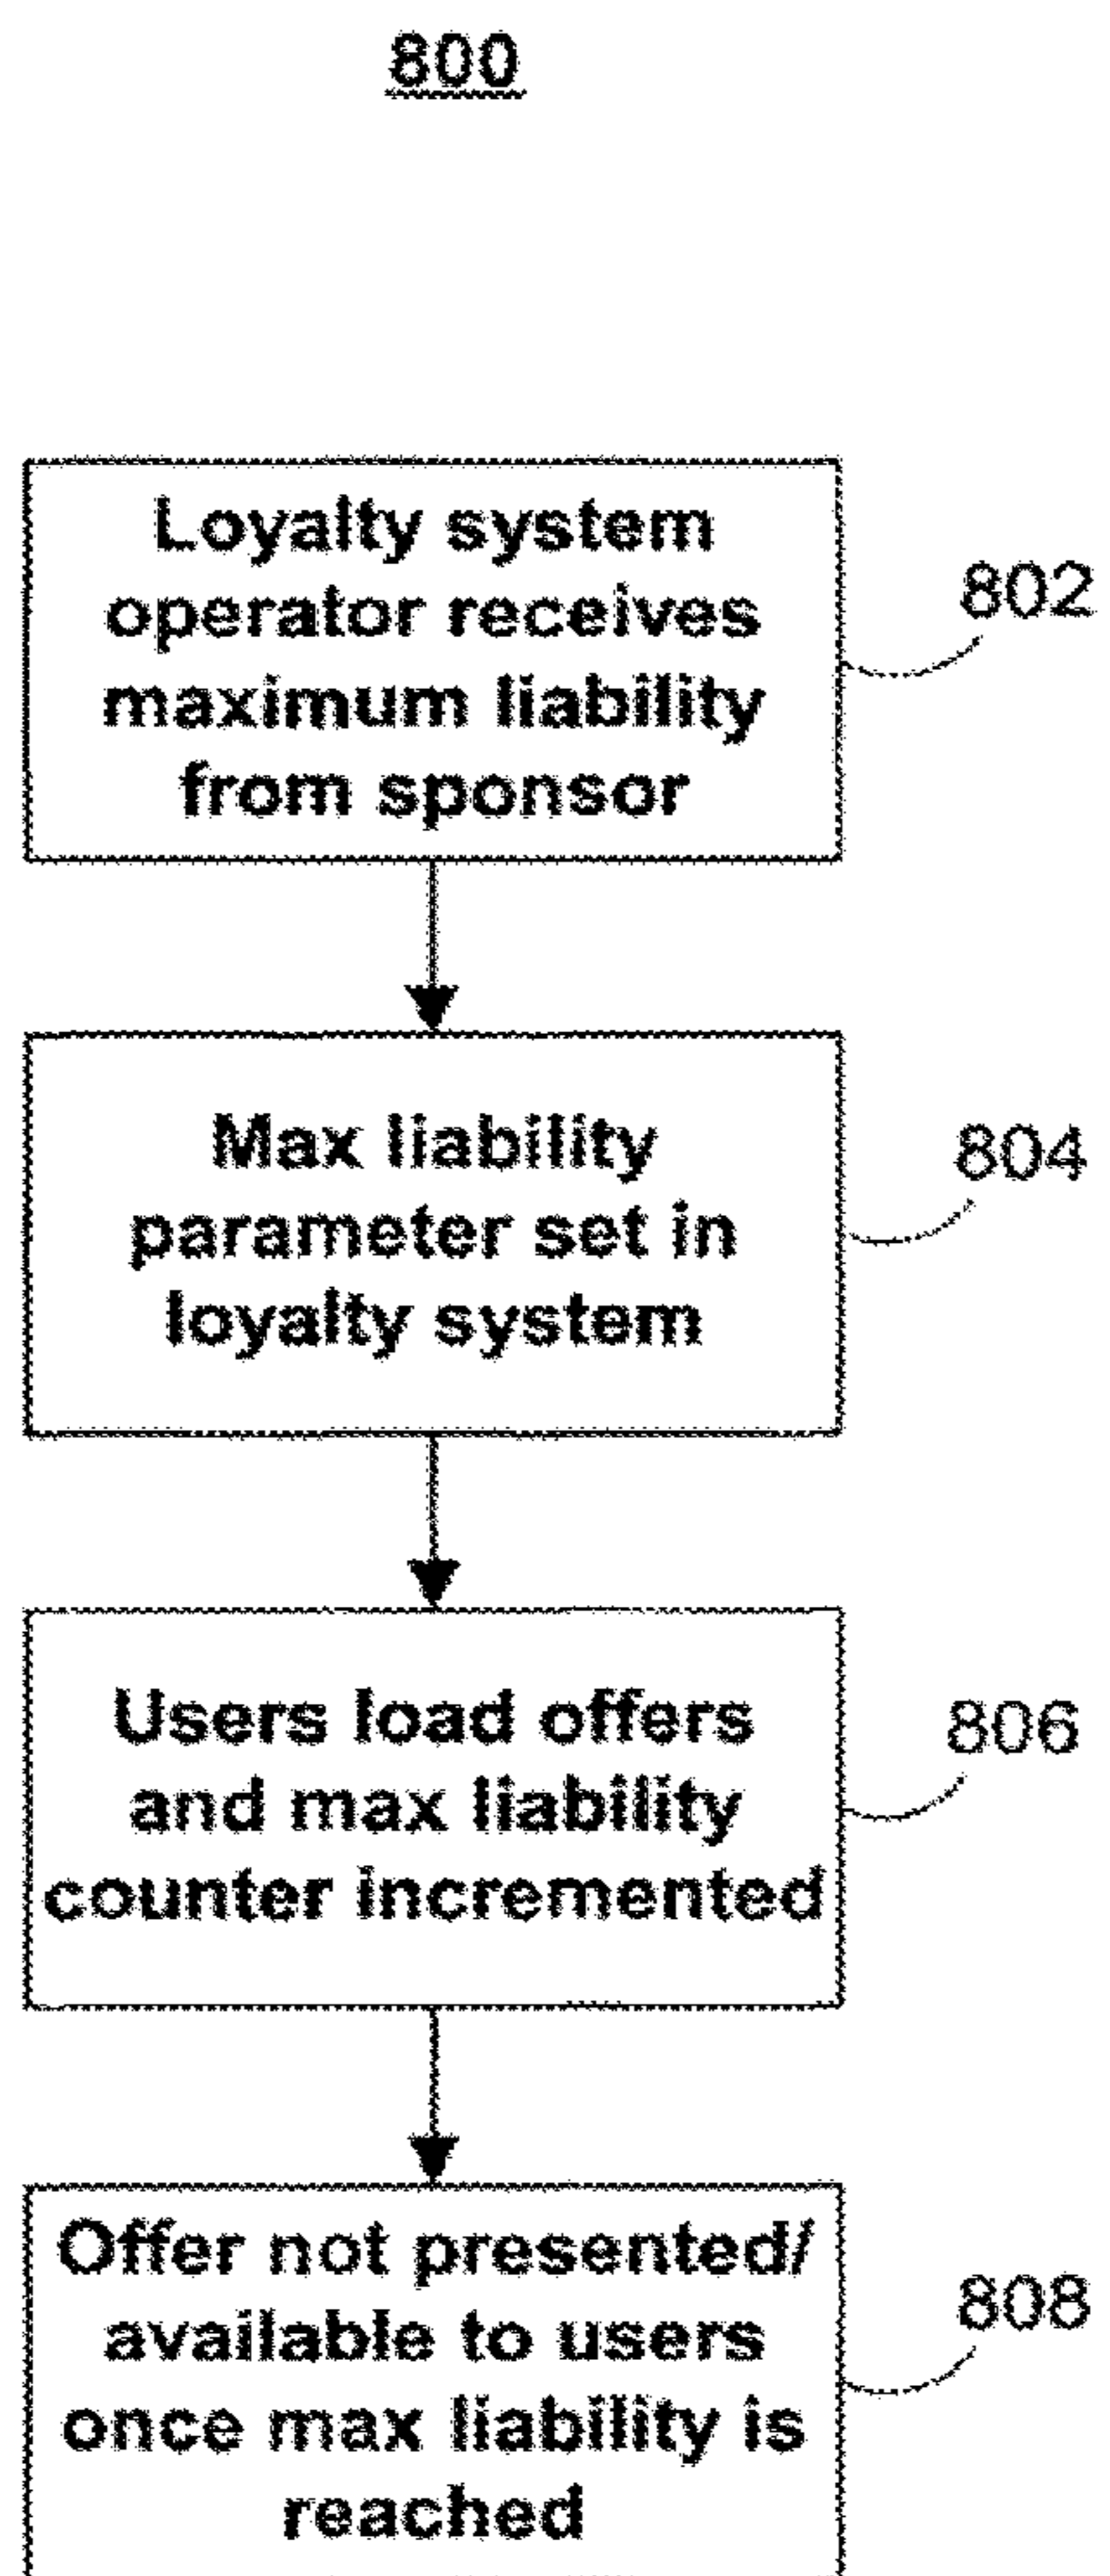 800
Loyalty system
operator receives
maximum liability
from sponsor
802
Max liability
parameter set in
loyalty system
804
Users load offers
and max liability
counter incremented
806
Offer not presented/
available to users
once max liability is
reached
808